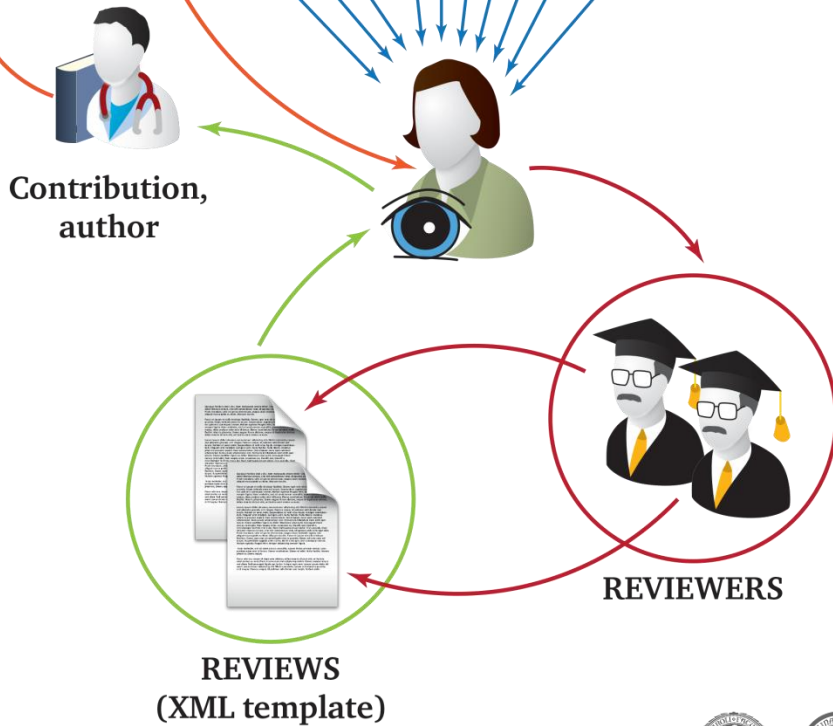 Contribution,
author
REVIEWERS
REVIEWS
(XML template)